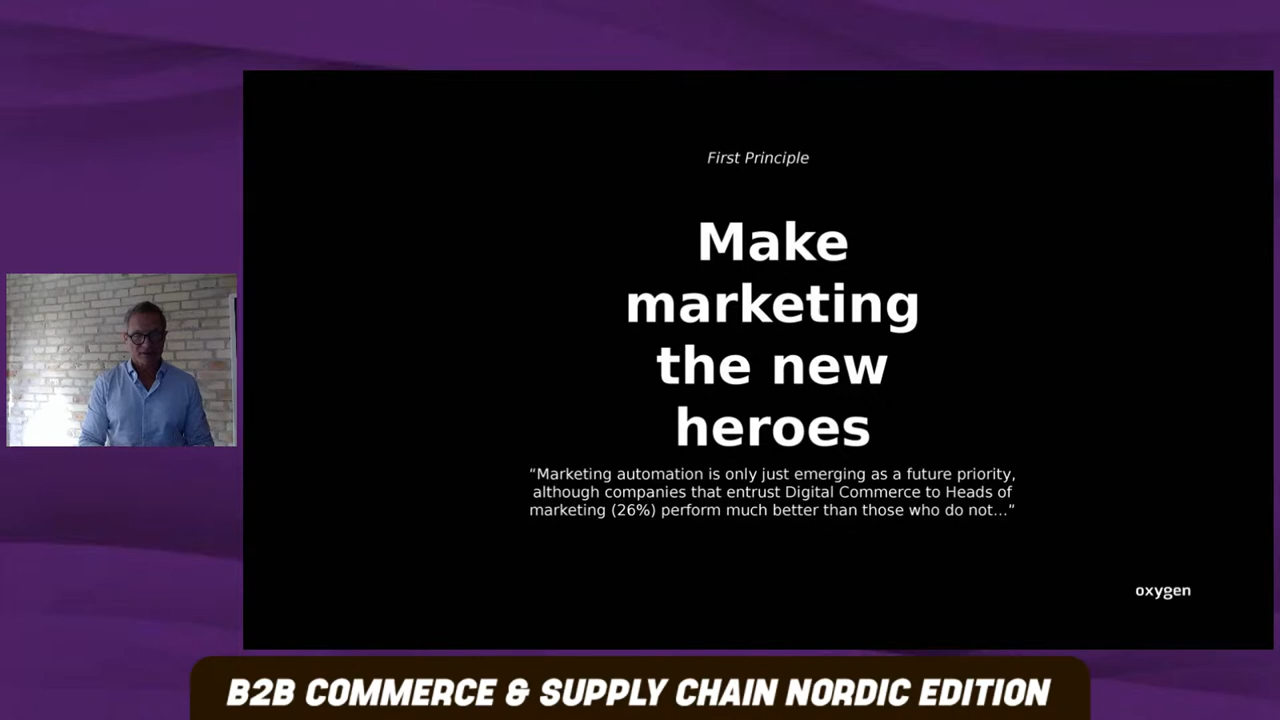 First Principle
Make
marketing
the new
heroes
“Marketing automation is only just emerging as a future priority,
although companies that entrust Digital Commerce to Heads of
marketing (26%) perform much better than those who do not...”
oxygen
B2B COMMERCE & SUPPLY CHAIN NORDIC EDITION